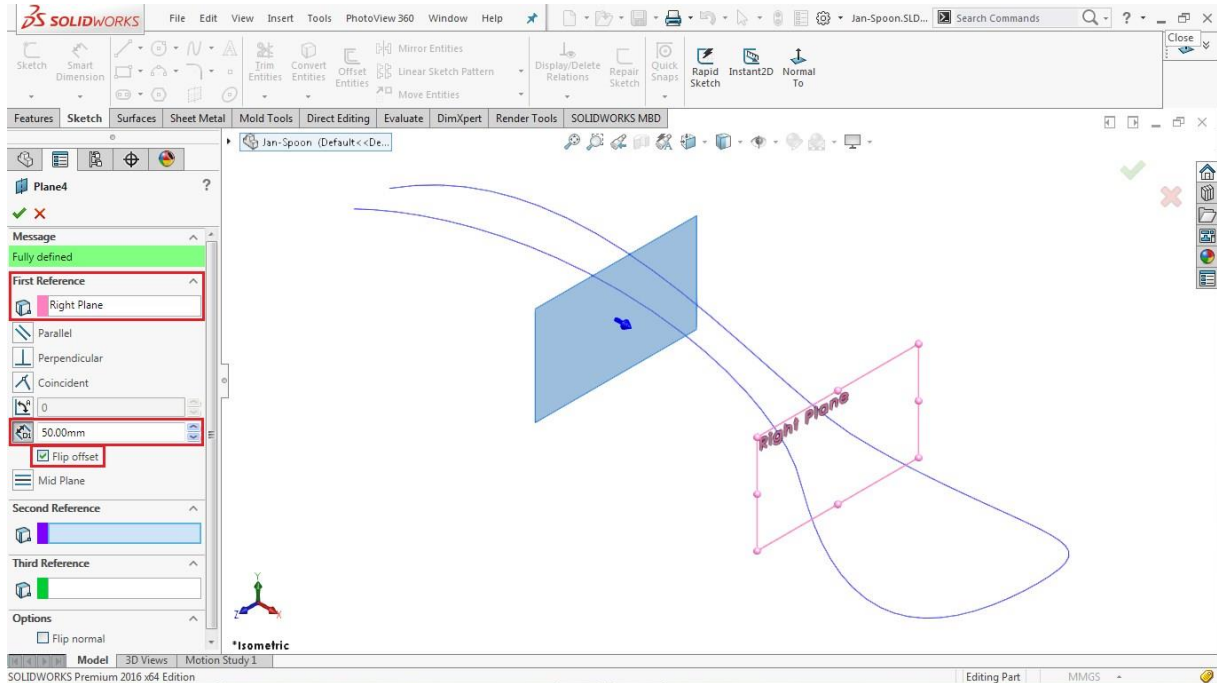 SOLIDWORKS File Edit View Insert Tools PhotoView 360 Window Help Jan-Spoon.SLD... Search Commands ?
Close
Sketch Smart Dimension Trim Entities Convert Entities Offset Entities Mirror Entities Linear Sketch Pattern Move Entities Display/Delete Relations Repair Sketch Quick Snaps Rapid Sketch Instant2D Normal To
Features Sketch Surfaces Sheet Metal Mold Tools Direct Editing Evaluate DimXpert Render Tools SOLIDWORKS MBD
Jan-Spoon (Default<<De...
Plane4 ?
Message
Fully defined
First Reference
Right Plane
Parallel
Perpendicular
Coincident
0
50.00mm
Flip offset
Mid Plane
Second Reference
Third Reference
Options
Flip normal
Right Plane
Y
Z X
*Isometric
Model 3D Views Motion Study 1
SOLIDWORKS Premium 2016 x64 Edition Editing Part MMGS